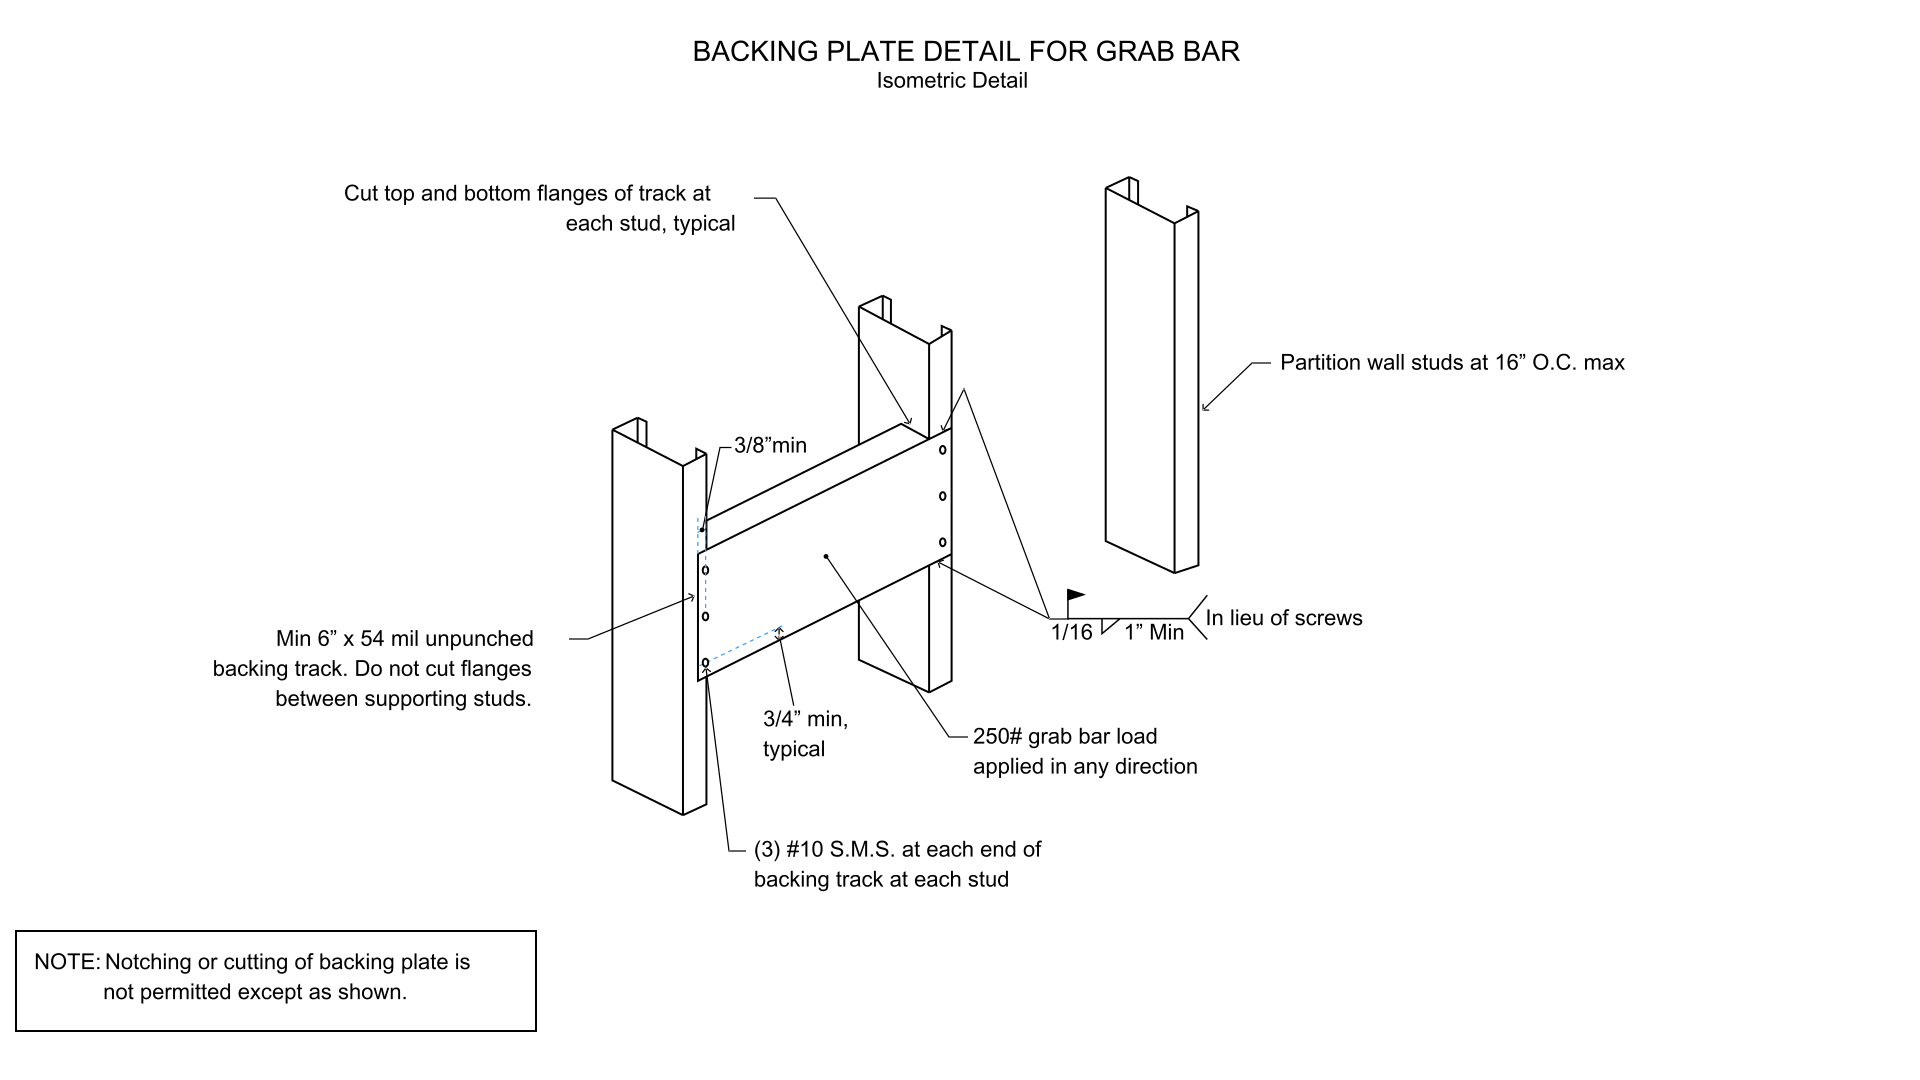 BACKING PLATE DETAIL FOR GRAB BAR
Isometric Detail
Cut top and bottom flanges of track at
each stud, typical
Partition wall studs at 16” O.C. max
3/8”min
In lieu of screws
1/16
1” Min
Min 6” x 54 mil unpunched
backing track. Do not cut flanges
between supporting studs.
3/4” min,
typical
250# grab bar load
applied in any direction
(3) #10 S.M.S. at each end of
backing track at each stud
NOTE: Notching or cutting of backing plate is
not permitted except as shown.